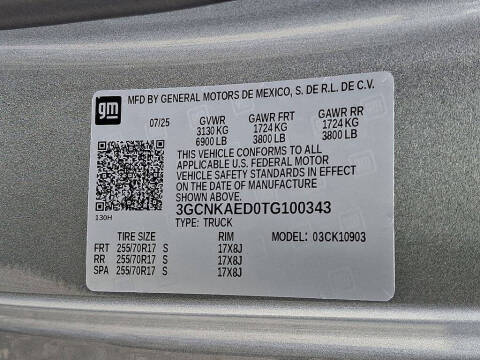 gm
MFD BY GENERAL MOTORS DE MEXICO, S. DE R.L. DE C.V.
07/25 GVWR GAWR FRT GAWR RR
3130 KG 1724 KG 1724 KG
6900 LB 3800 LB 3800 LB
THIS VEHICLE CONFORMS TO ALL
APPLICABLE U.S. FEDERAL MOTOR
VEHICLE SAFETY STANDARDS IN EFFECT
ON THE DATE OF MANUFACTURE
130H 3GCNKAED0TG100343
TYPE: TRUCK
TIRE SIZE RIM MODEL: 03CK10903
FRT 255/70R17 S 17X8J
RR 255/70R17 S 17X8J
SPA 255/70R17 S 17X8J